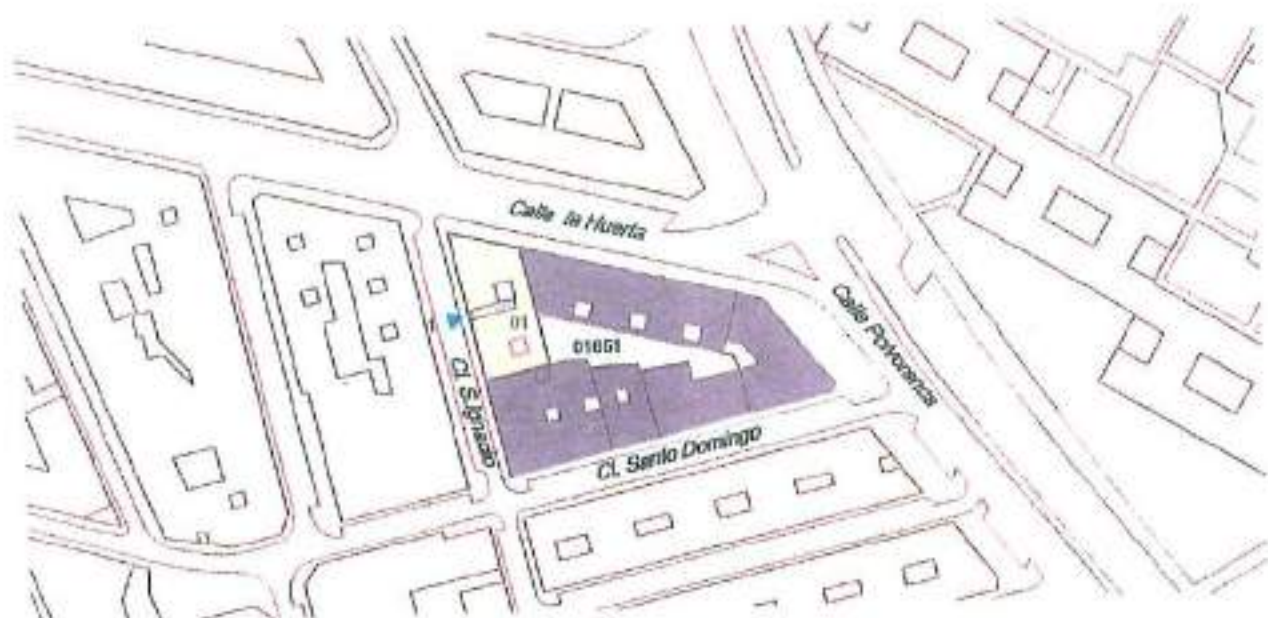 Calle la Huerta
Calle Polvoranca
01
01651
Cl. S.Ignacio
Cl. Santo Domingo